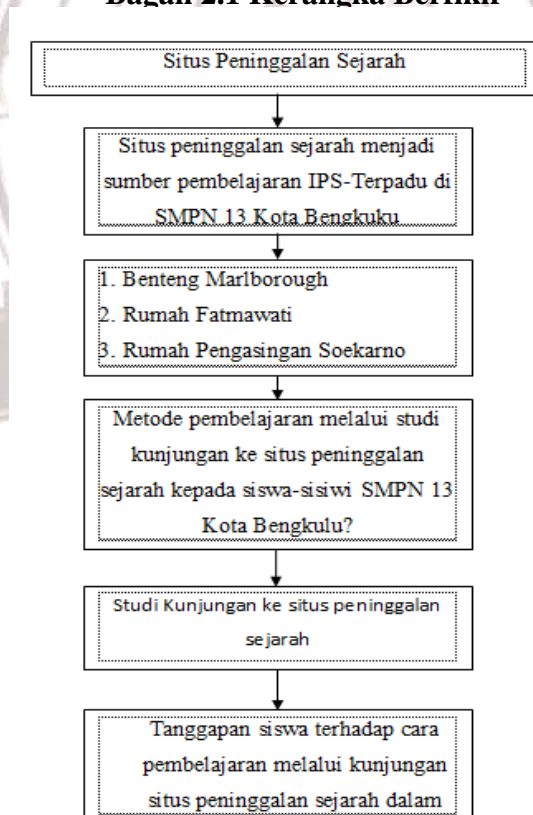 Bagan 2.1 Kerangka Berfikir
Situs Peninggalan Sejarah
Situs peninggalan sejarah menjadi
sumber pembelajaran IPS-Terpadu di
SMPN 13 Kota Bengkuku
1. Benteng Marlborough
2. Rumah Fatmawati
3. Rumah Pengasingan Soekarno
Metode pembelajaran melalui studi
kunjungan ke situs peninggalan
sejarah kepada siswa-sisiwi SMPN 13
Kota Bengkulu?
Studi Kunjungan ke situs peninggalan
sejarah
Tanggapan siswa terhadap cara
pembelajaran melalui kunjungan
situs peninggalan sejarah dalam